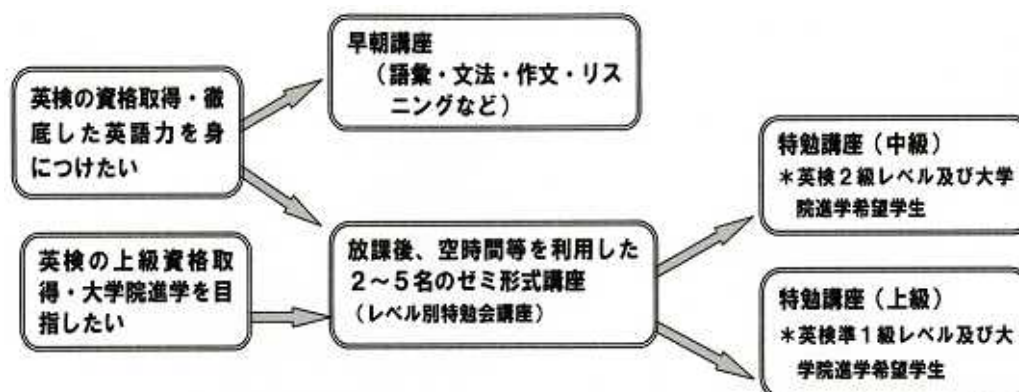 早朝講座
（語彙・文法・作文・リス
ニングなど）
英検の資格取得・徹
底した英語力を身
につけたい
特勉講座（中級）
＊英検２級レベル及び大学
院進学希望学生
放課後、空時間等を利用した
２～５名のゼミ形式講座
（レベル別特勉会講座）
英検の上級資格取
得・大学院進学を目
指したい
特勉講座（上級）
＊英検準１級レベル及び大
学院進学希望学生